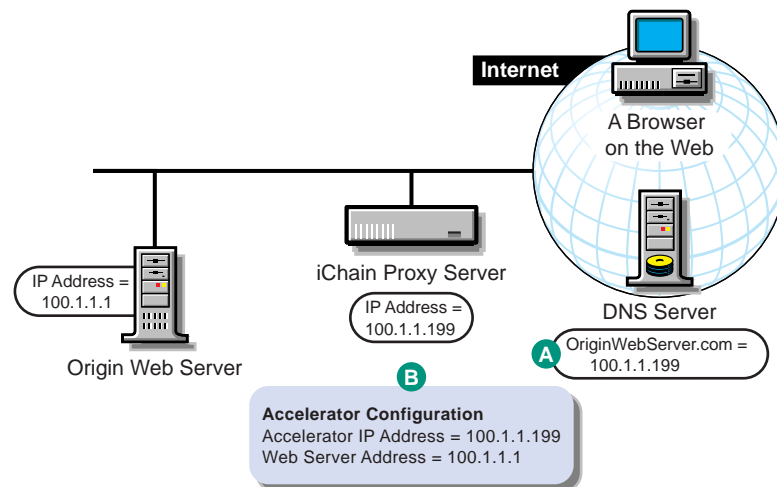 Internet
A Browser
on the Web
IP Address =
100.1.1.1
Origin Web Server
iChain Proxy Server
IP Address =
100.1.1.199
DNS Server
A
OriginWebServer.com =
100.1.1.199
B
Accelerator Configuration
Accelerator IP Address = 100.1.1.199
Web Server Address = 100.1.1.1